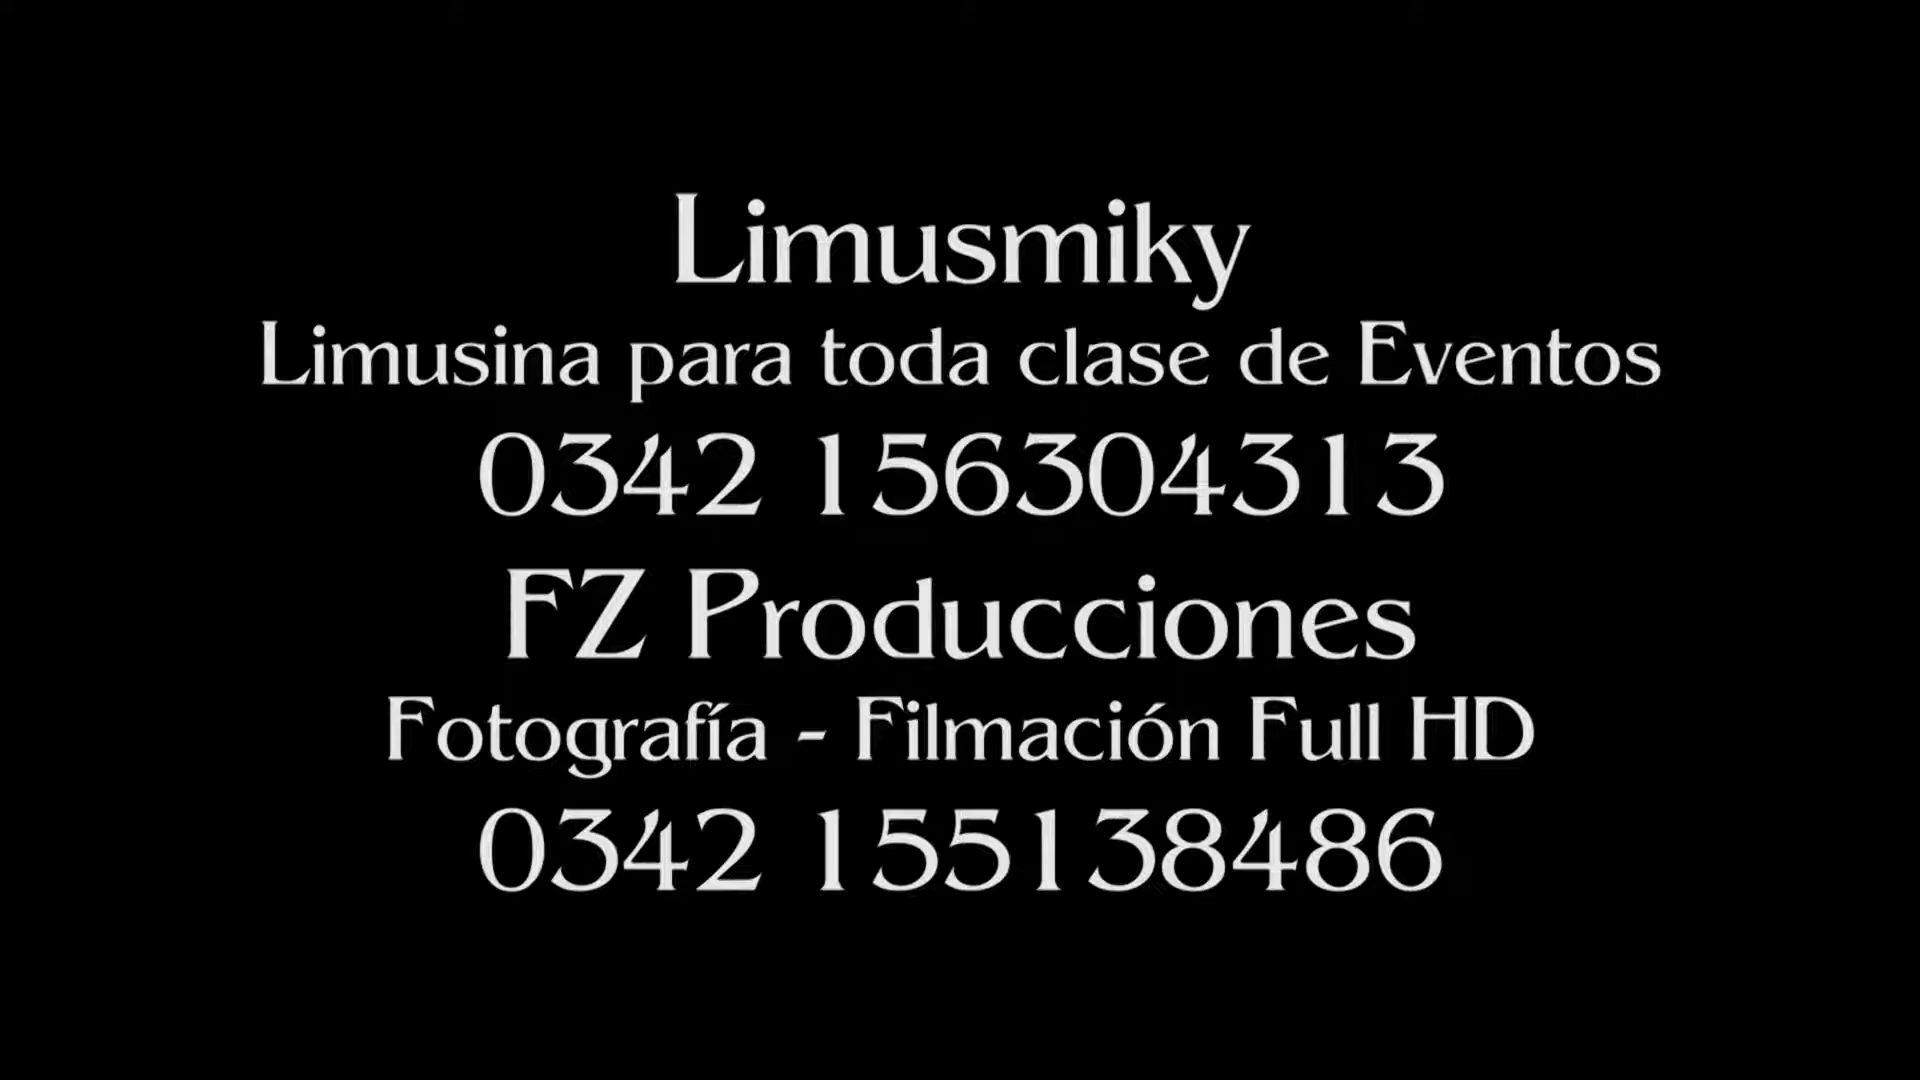 Limusmiky
Limusina para toda clase de Eventos
0342 156304313
FZ Producciones
Fotografía - Filmación Full HD
0342 155138486